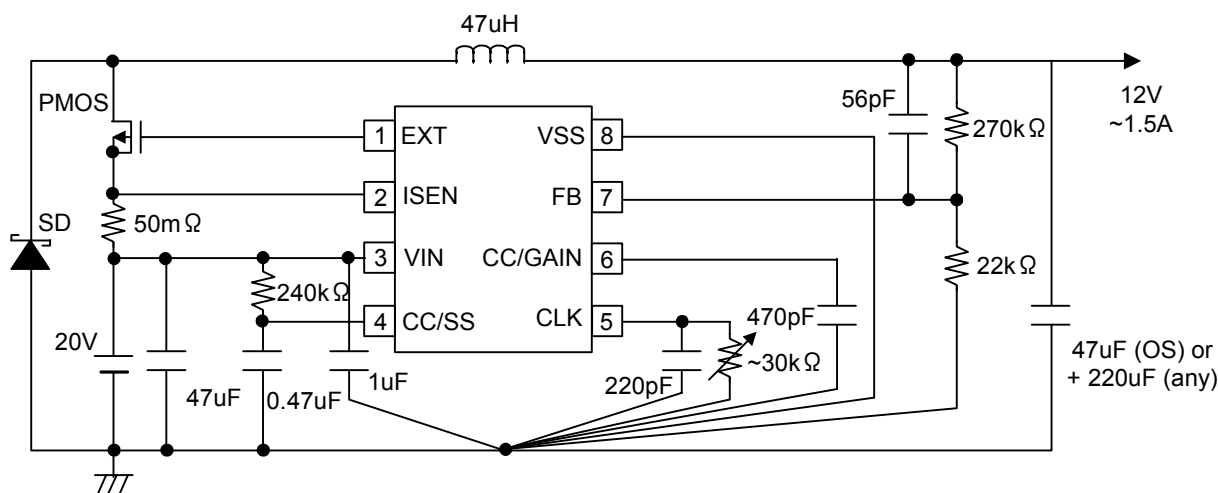 47uH
PMOS
56pF
12V
~1.5A
1 EXT VSS 8
270kΩ
2 ISEN FB 7
SD
50mΩ
3 VIN CC/GAIN 6
22kΩ
240kΩ
4 CC/SS CLK 5
470pF
20V
~30kΩ
1uF
220pF
47uF (OS) or
+ 220uF (any)
47uF
0.47uF